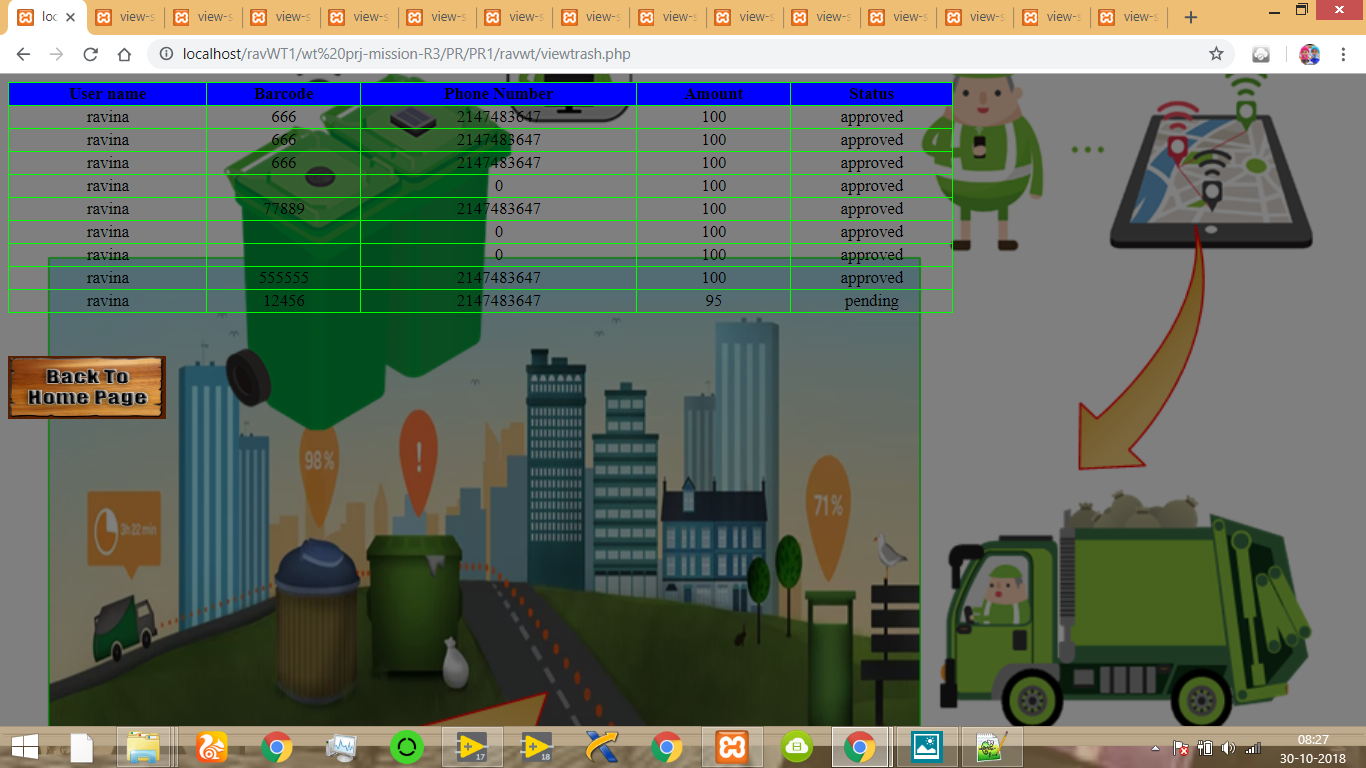 loc view-s view-s view-s view-s view-s view-s view-s view-s view-s view-s view-s view-s view-s view-s
localhost/ravWT1/wt%20prj-mission-R3/PR/PR1/ravwt/viewtrash.php
User name Barcode Phone Number Amount Status
ravina 666 2147483647 100 approved
ravina 666 2147483647 100 approved
ravina 666 2147483647 100 approved
ravina 0 100 approved
ravina 77889 2147483647 100 approved
ravina 0 100 approved
ravina 0 100 approved
ravina 555555 2147483647 100 approved
ravina 12456 2147483647 95 pending
Back To
Home Page
98%
!
71%
3h 22 min
17 18
08:27
30-10-2018